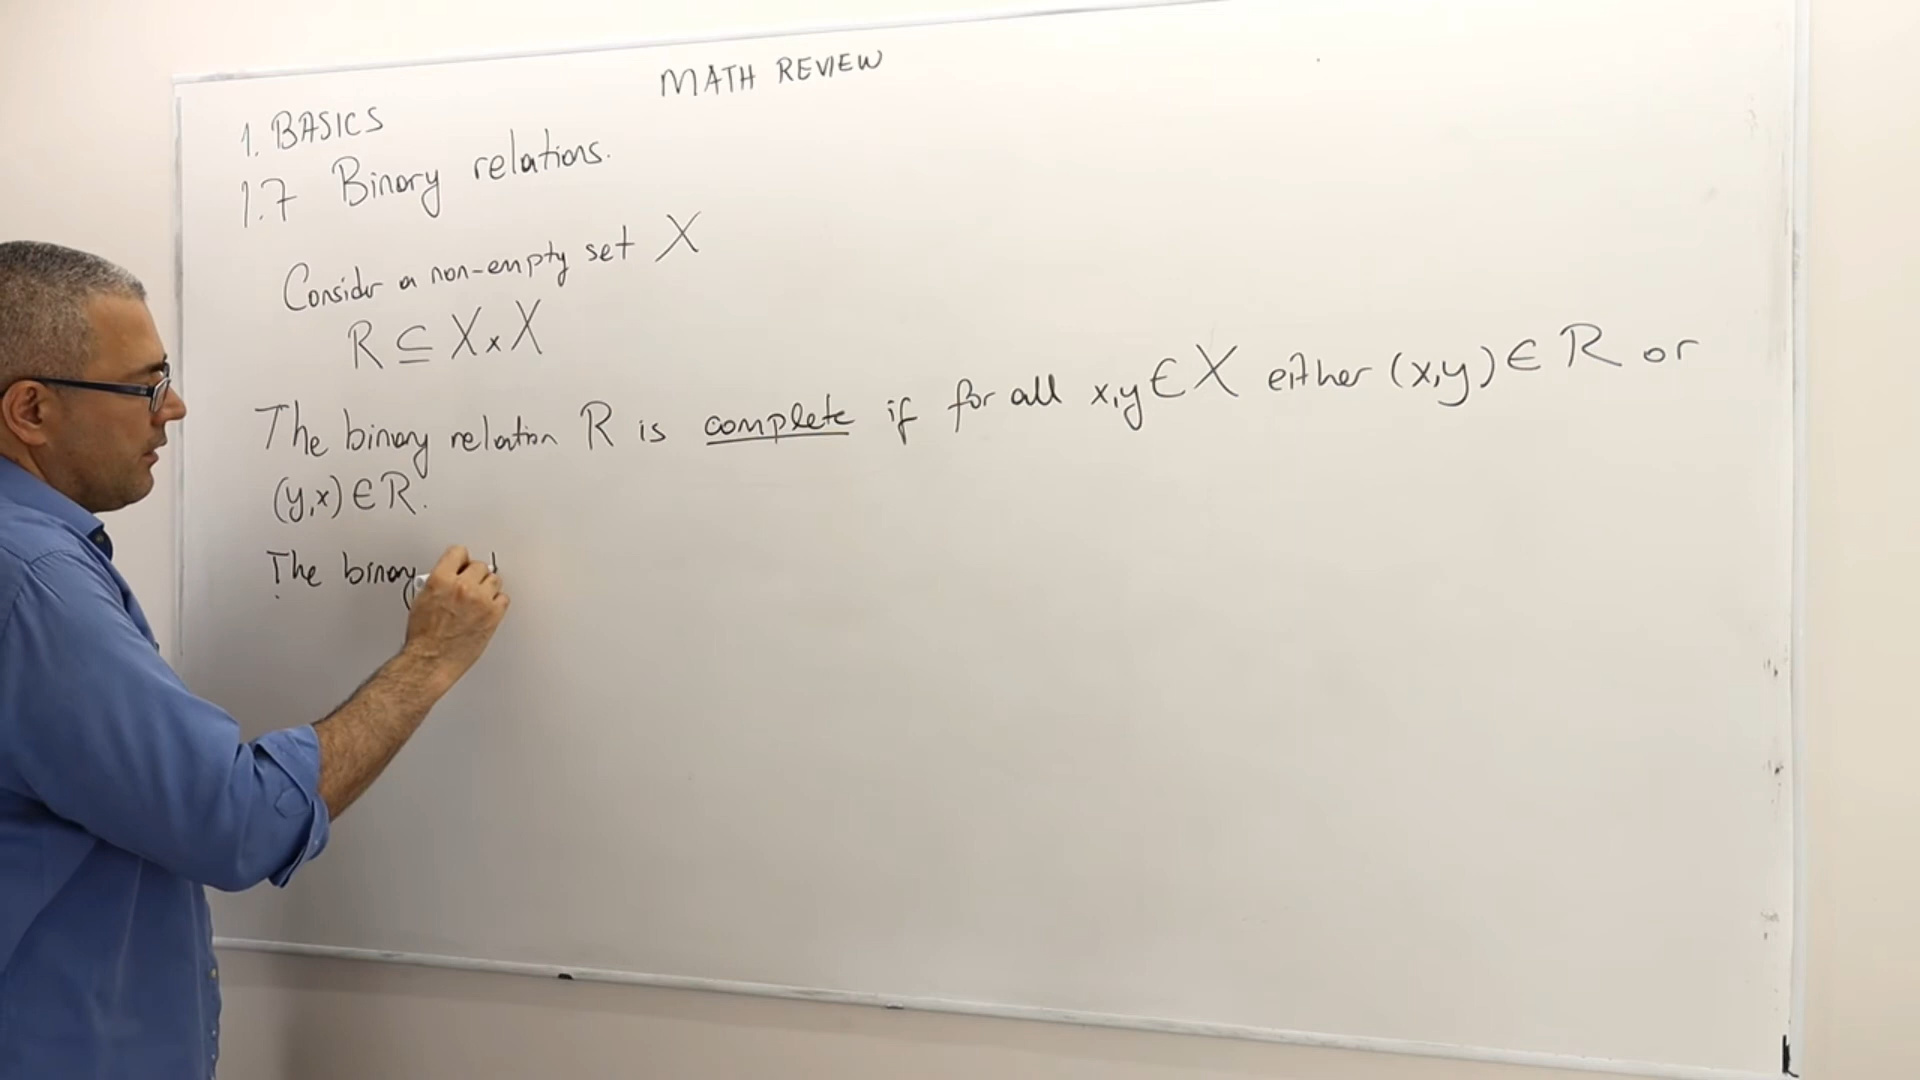 MATH REVIEW
1. BASICS
1.7 Binary relations.
Consider a non-empty set X
R ⊆ X × X
The binary relation R is complete if for all x,y ∈ X either (x,y) ∈ R or
(y,x) ∈ R.
The binary